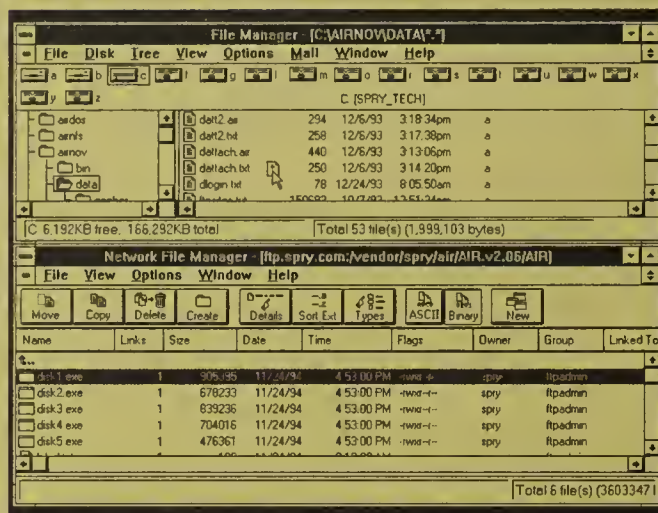 File Manager - [C:\AIRNOV\DATA\*.*]
File Disk Tree View Options Mail Window Help
a b c f g i l m o r s t u w x
y z C: [SPRY_TECH]
airdos
airnfs
airnov
bin
data
datt2.air 294 12/6/93 3:18:34pm a
datt2.txt 258 12/6/93 3:17:38pm a
dattach.air 440 12/6/93 3:13:06pm a
dattach.txt 250 12/6/93 3:14:20pm a
dlogin.txt 78 12/24/93 8:05:50am a
C: 6,192KB free, 166,292KB total Total 53 file(s) (1,999,103 bytes)
Network File Manager - [ftp.spry.com:/vendor/spry/air/AIR.v2.06/AIR]
File View Options Window Help
Move Copy Delete Create Details Sort Ext Types ASCII Binary New
Name Links Size Date Time Flags Owner Group Linked To
disk1.exe 1 905395 11/24/94 4:53:00 PM spry ftpadmin
disk2.exe 1 678233 11/24/94 4:53:00 PM -rwxr-r-- spry ftpadmin
disk3.exe 1 839236 11/24/94 4:53:00 PM -rwxr-r-- spry ftpadmin
disk4.exe 1 704016 11/24/94 4:53:00 PM -rwxr-r-- spry ftpadmin
disk5.exe 1 476361 11/24/94 4:53:00 PM -rwxr-r-- spry ftpadmin
Total 6 file(s) (3603347